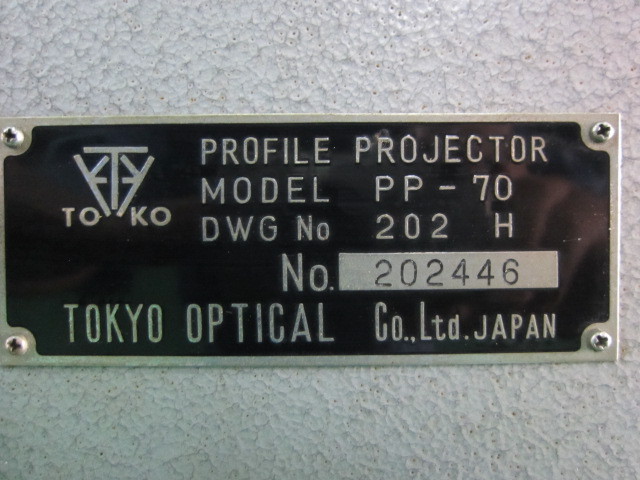 PROFILE PROJECTOR
TOKO
MODEL PP-70
DWG No 202 H
No. 202446
TOKYO OPTICAL Co.,Ltd. JAPAN